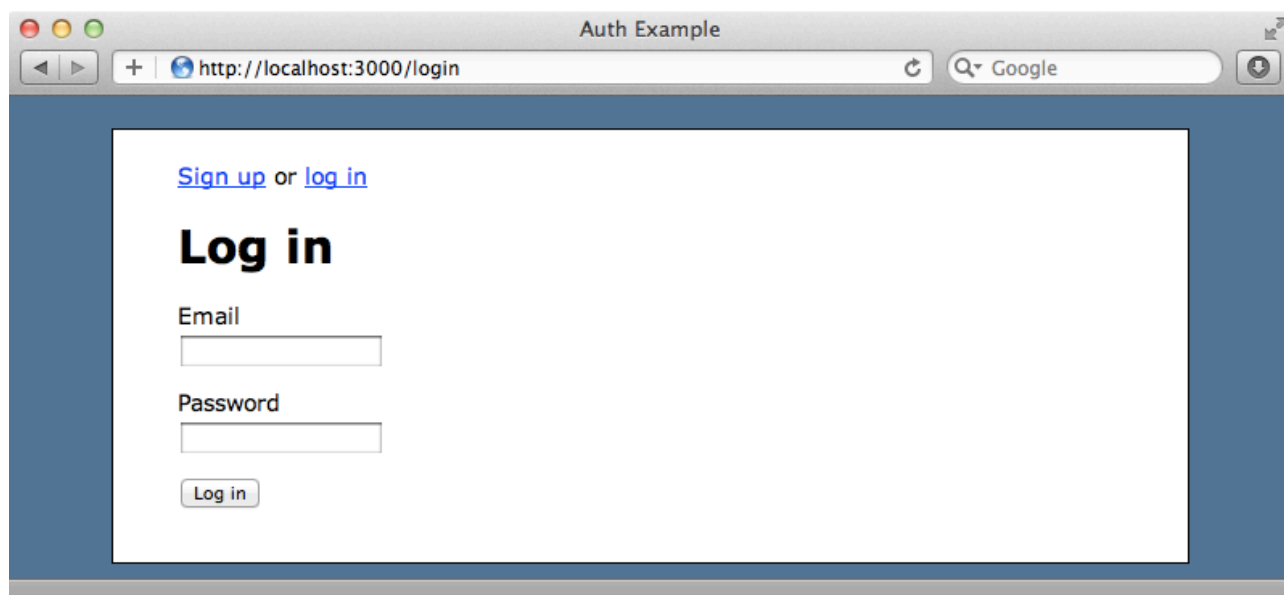 Auth Example
+ http://localhost:3000/login Google
Sign up or log in
Log in
Email
Password
Log in